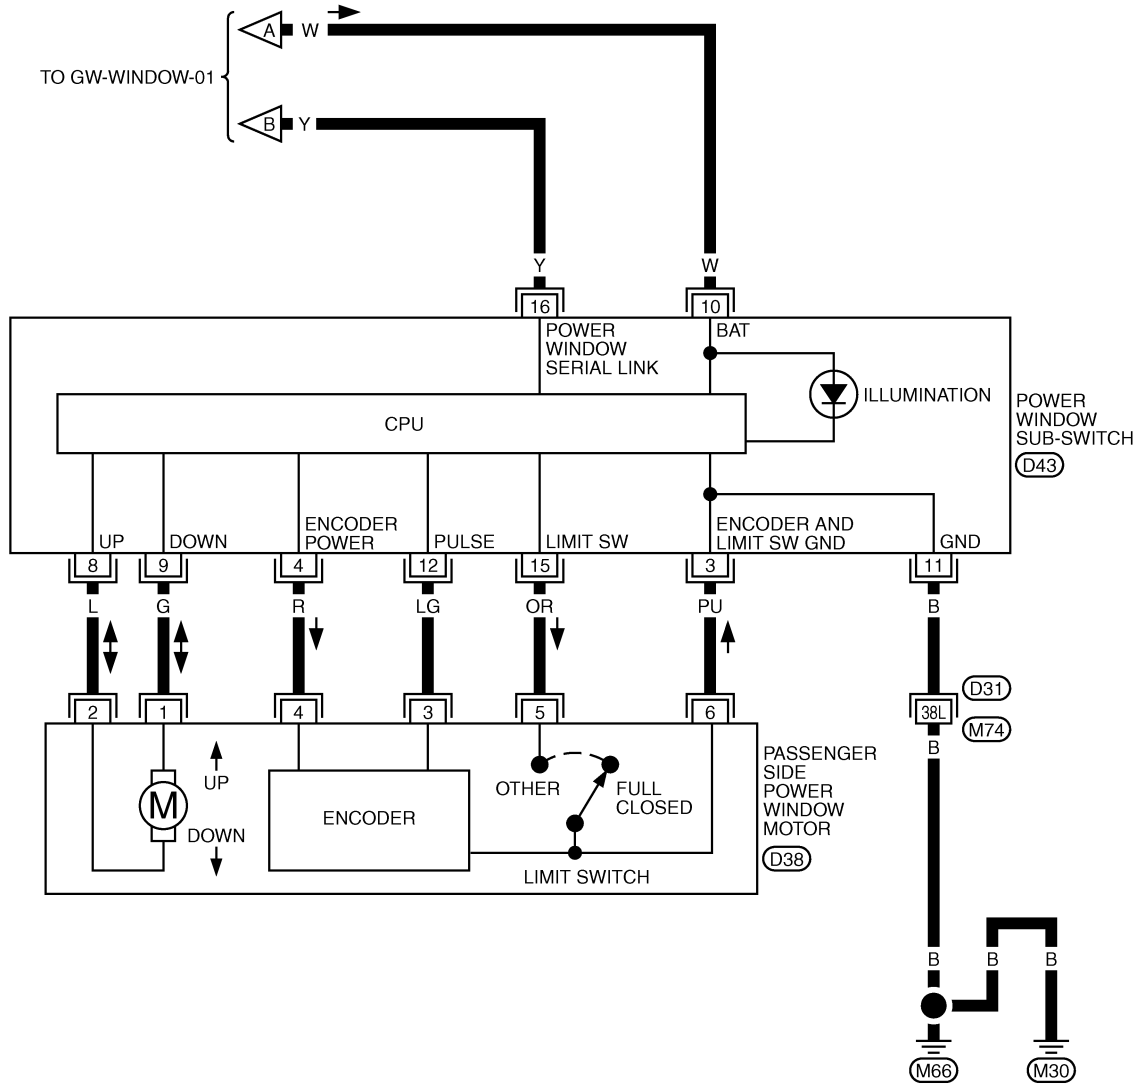 A W
TO GW-WINDOW-01
B Y
Y W
16 10
POWER
WINDOW
SERIAL LINK
BAT
ILLUMINATION
CPU
POWER
WINDOW
SUB-SWITCH
D43
UP
DOWN
ENCODER
POWER
PULSE
LIMIT SW
ENCODER AND
LIMIT SW GND
GND
8 9 4 12 15 3 11
L G R LG OR PU B
D31
2 1 4 3 5 6 38L
M74
B
UP
DOWN
M
ENCODER
OTHER
FULL
CLOSED
LIMIT SWITCH
PASSENGER
SIDE
POWER
WINDOW
MOTOR
D38
B B B
M66 M30